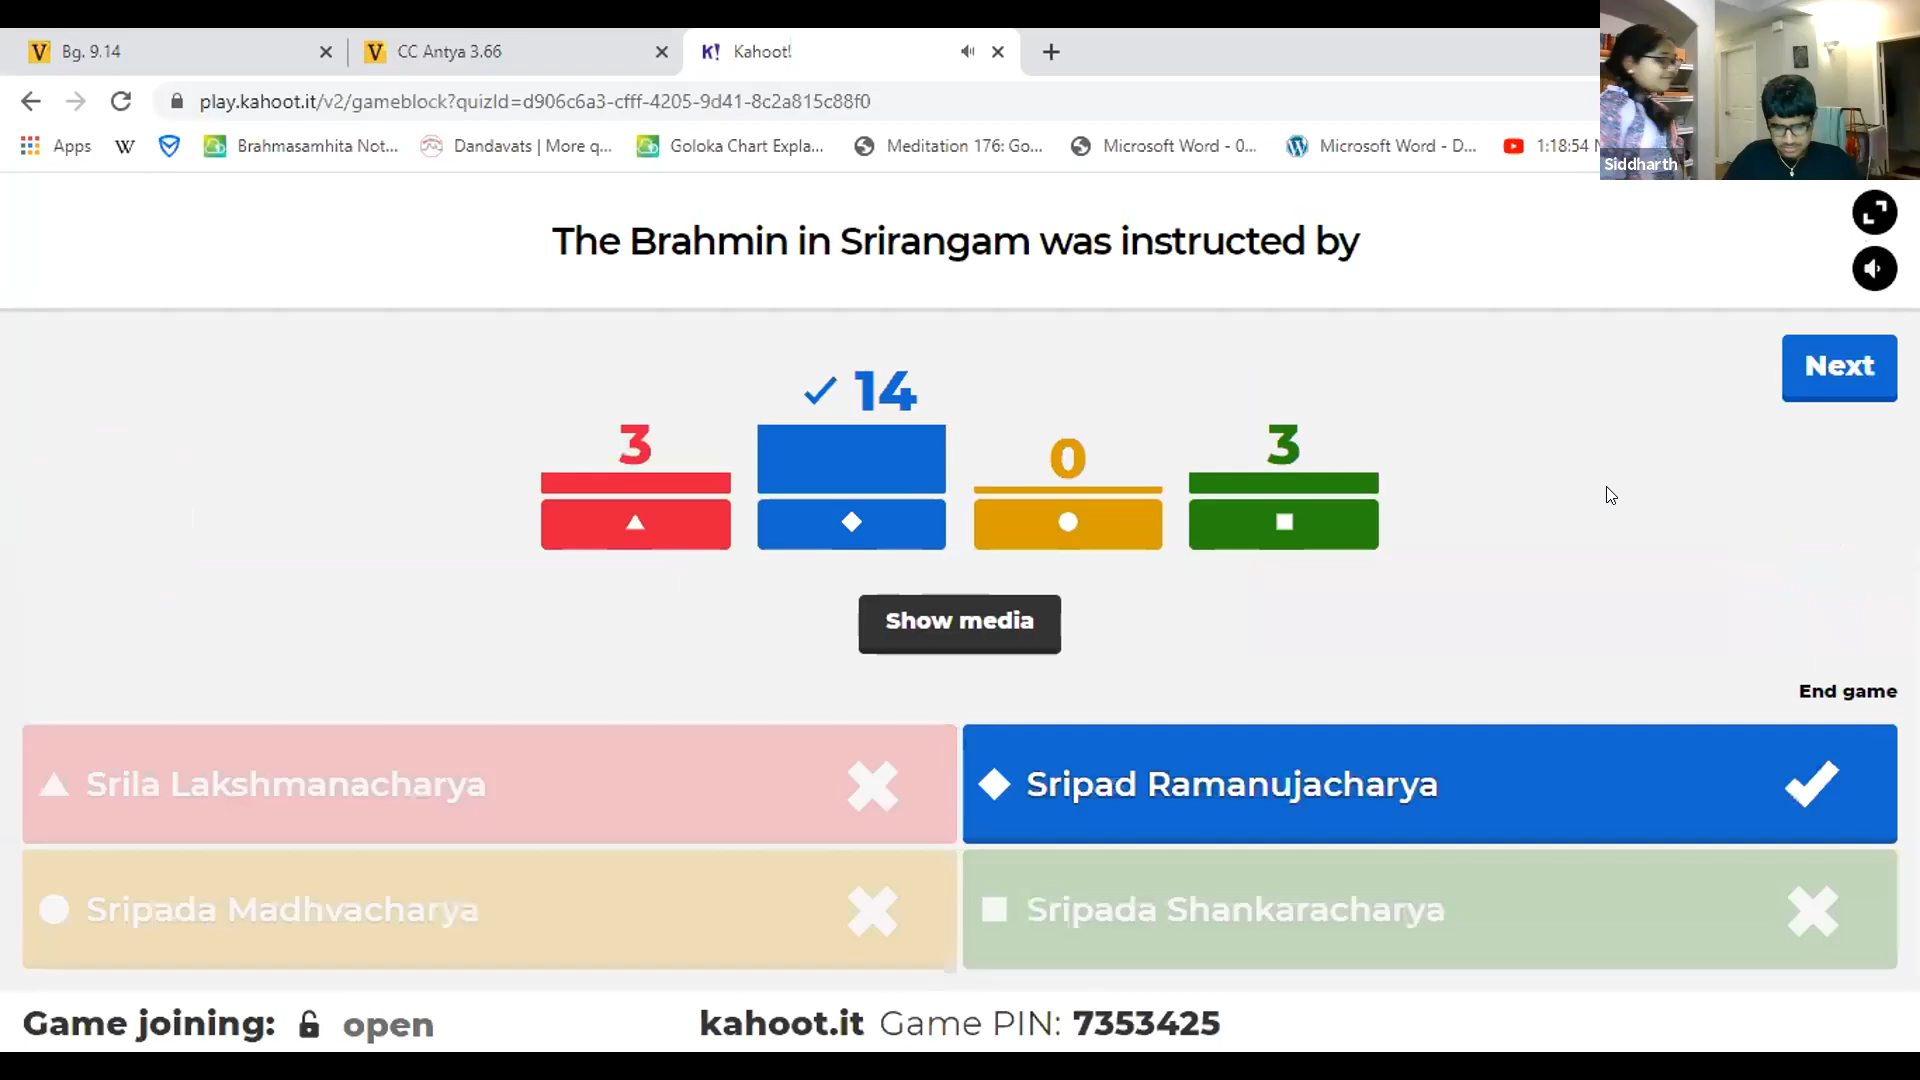 Bg. 9.14
CC Antya 3.66
K! Kahoot!
play.kahoot.it/v2/gameblock?quizId=d906c6a3-cfff-4205-9d41-8c2a815c88f0
Apps
W
Brahmasamhita Not...
Dandavats | More q...
Goloka Chart Expla...
Meditation 176: Go...
Microsoft Word - 0...
Microsoft Word - D...
1:18:54
Siddharth
The Brahmin in Srirangam was instructed by
Next
3
14
0
3
Show media
End game
Srila Lakshmanacharya
Sripad Ramanujacharya
Sripada Madhvacharya
Sripada Shankaracharya
Game joining: open
kahoot.it Game PIN: 7353425